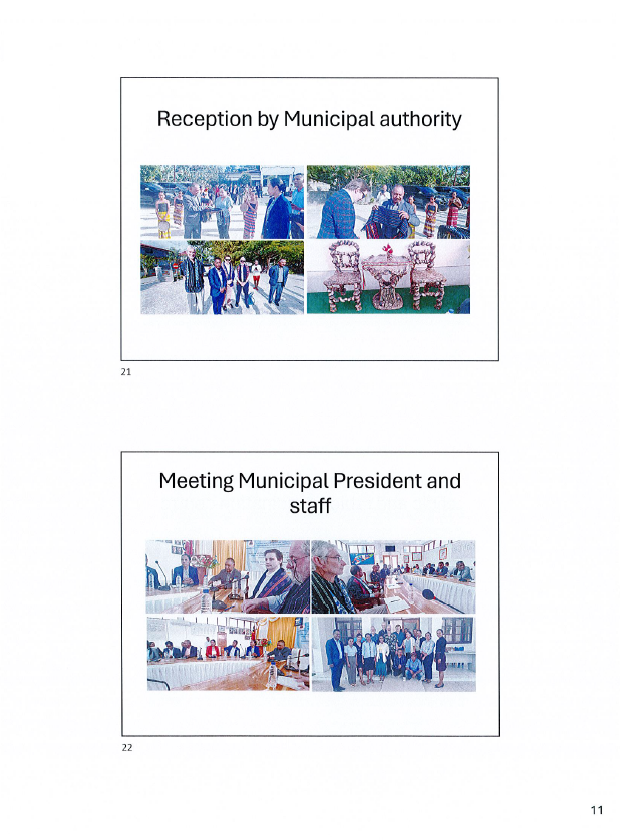 Reception by Municipal authority
21
Meeting Municipal President and
staff
22
11